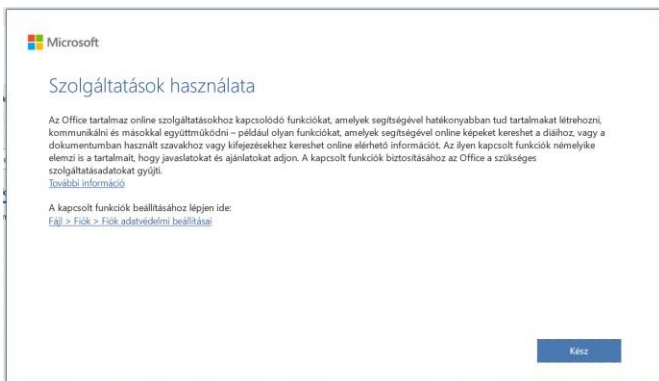 Microsoft
Szolgáltatások használata
Az Office tartalmaz online szolgáltatásokhoz kapcsolódó funkciókat, amelyek segítségével hatékonyabban tud tartalmakat létrehozni,
kommunikálni és másokkal együttműködni – például olyan funkciókat, amelyek segítségével online képeket kereshet a diáihoz, vagy a
dokumentumban használt szavakhoz vagy kifejezésekhez kereshet online elérhető információt. Az ilyen kapcsolt funkciók némelyike
elemzi is a tartalmait, hogy javaslatokat és ajánlatokat adjon. A kapcsolt funkciók biztosításához az Office a szükséges
szolgáltatásadatokat gyűjti.
További információ
A kapcsolt funkciók beállításához lépjen ide:
Fájl > Fiók > Fiók adatvédelmi beállításai
Kész